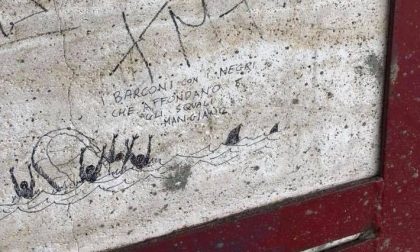 I BARCONI CON I NEGRI
CHE AFFONDANO E
GLI SQUALI
MANGIANO